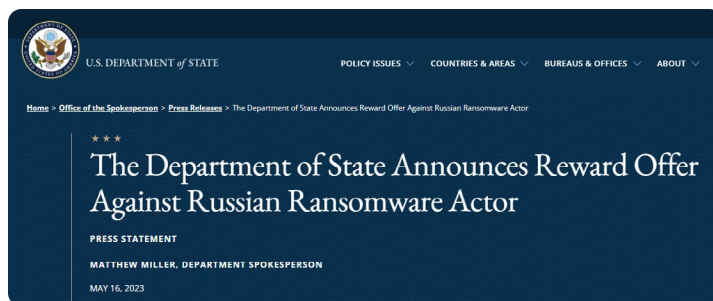 U.S. DEPARTMENT of STATE
POLICY ISSUES COUNTRIES & AREAS BUREAUS & OFFICES ABOUT
Home > Office of the Spokesperson > Press Releases > The Department of State Announces Reward Offer Against Russian Ransomware Actor
The Department of State Announces Reward Offer
Against Russian Ransomware Actor
PRESS STATEMENT
MATTHEW MILLER, DEPARTMENT SPOKESPERSON
MAY 16, 2023